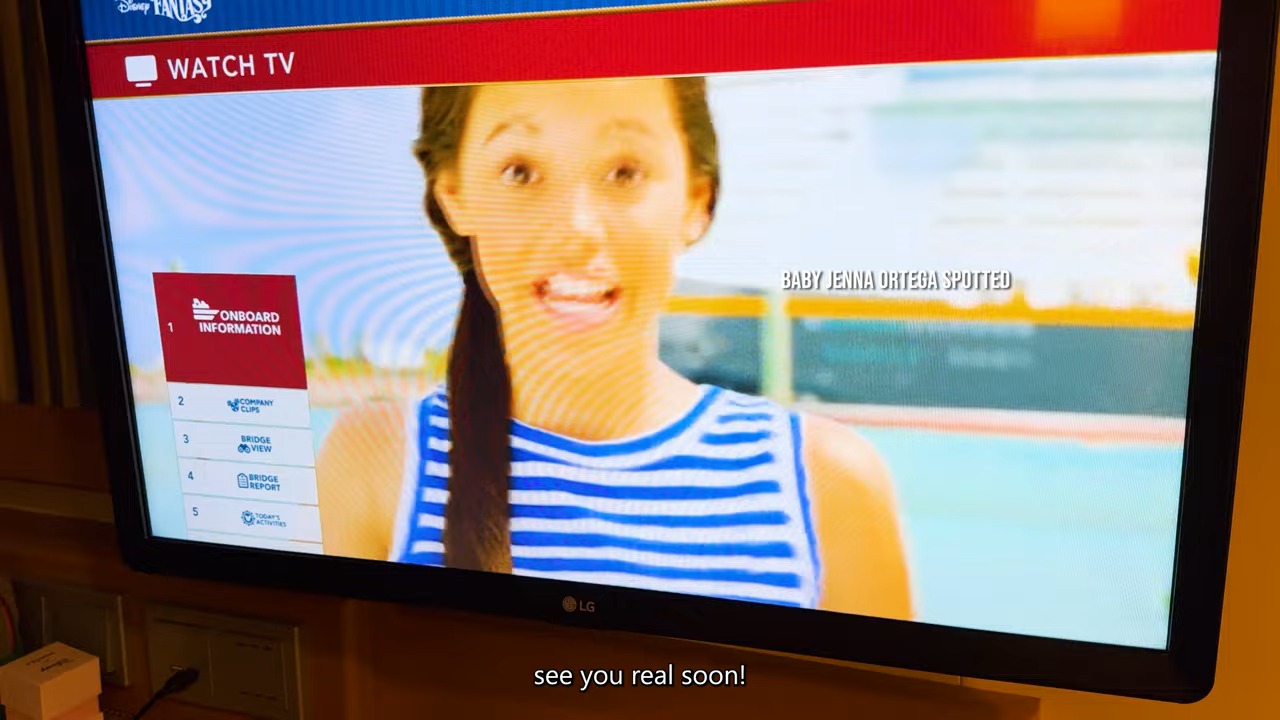 Disney FANTASY
WATCH TV
BABY JENNA ORTEGA SPOTTED
1 ONBOARD
INFORMATION
2 COMPANY
CLIPS
3 BRIDGE
VIEW
4 BRIDGE
REPORT
5 TODAY'S
ACTIVITIES
LG
see you real soon!